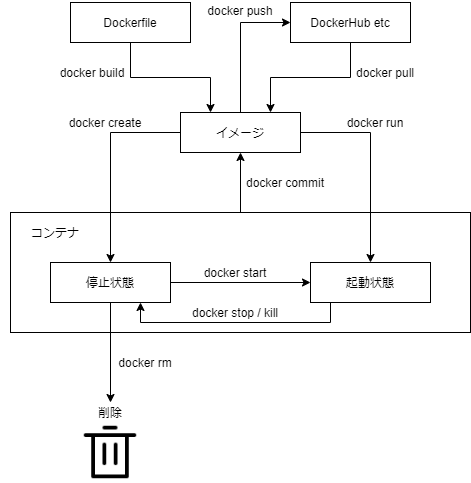 docker push
Dockerfile
DockerHub etc
docker build
docker pull
docker create
イメージ
docker run
docker commit
コンテナ
停止状態
docker start
起動状態
docker stop / kill
docker rm
削除